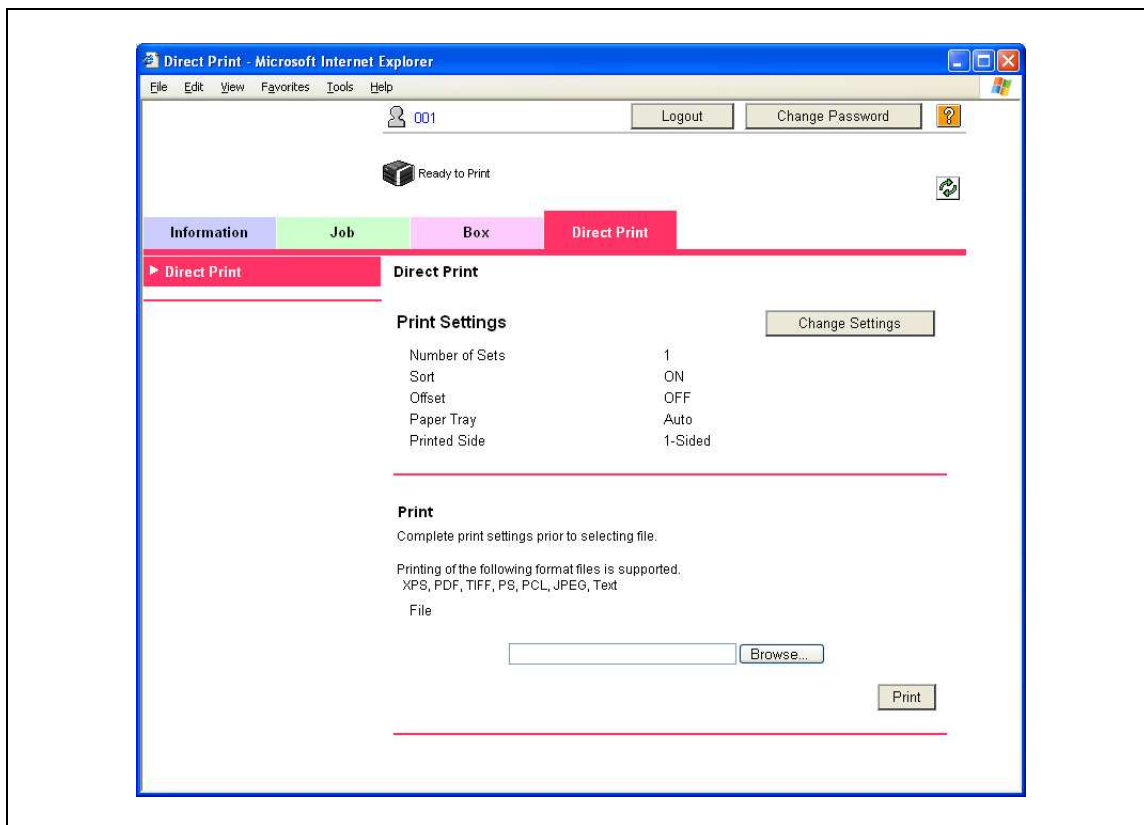 Direct Print - Microsoft Internet Explorer
File Edit View Favorites Tools Help
001 Logout Change Password ?
Ready to Print
Information Job Box Direct Print
Direct Print
Direct Print
Print Settings Change Settings
Number of Sets 1
Sort ON
Offset OFF
Paper Tray Auto
Printed Side 1-Sided
Print
Complete print settings prior to selecting file.
Printing of the following format files is supported.
XPS, PDF, TIFF, PS, PCL, JPEG, Text
File
Browse...
Print